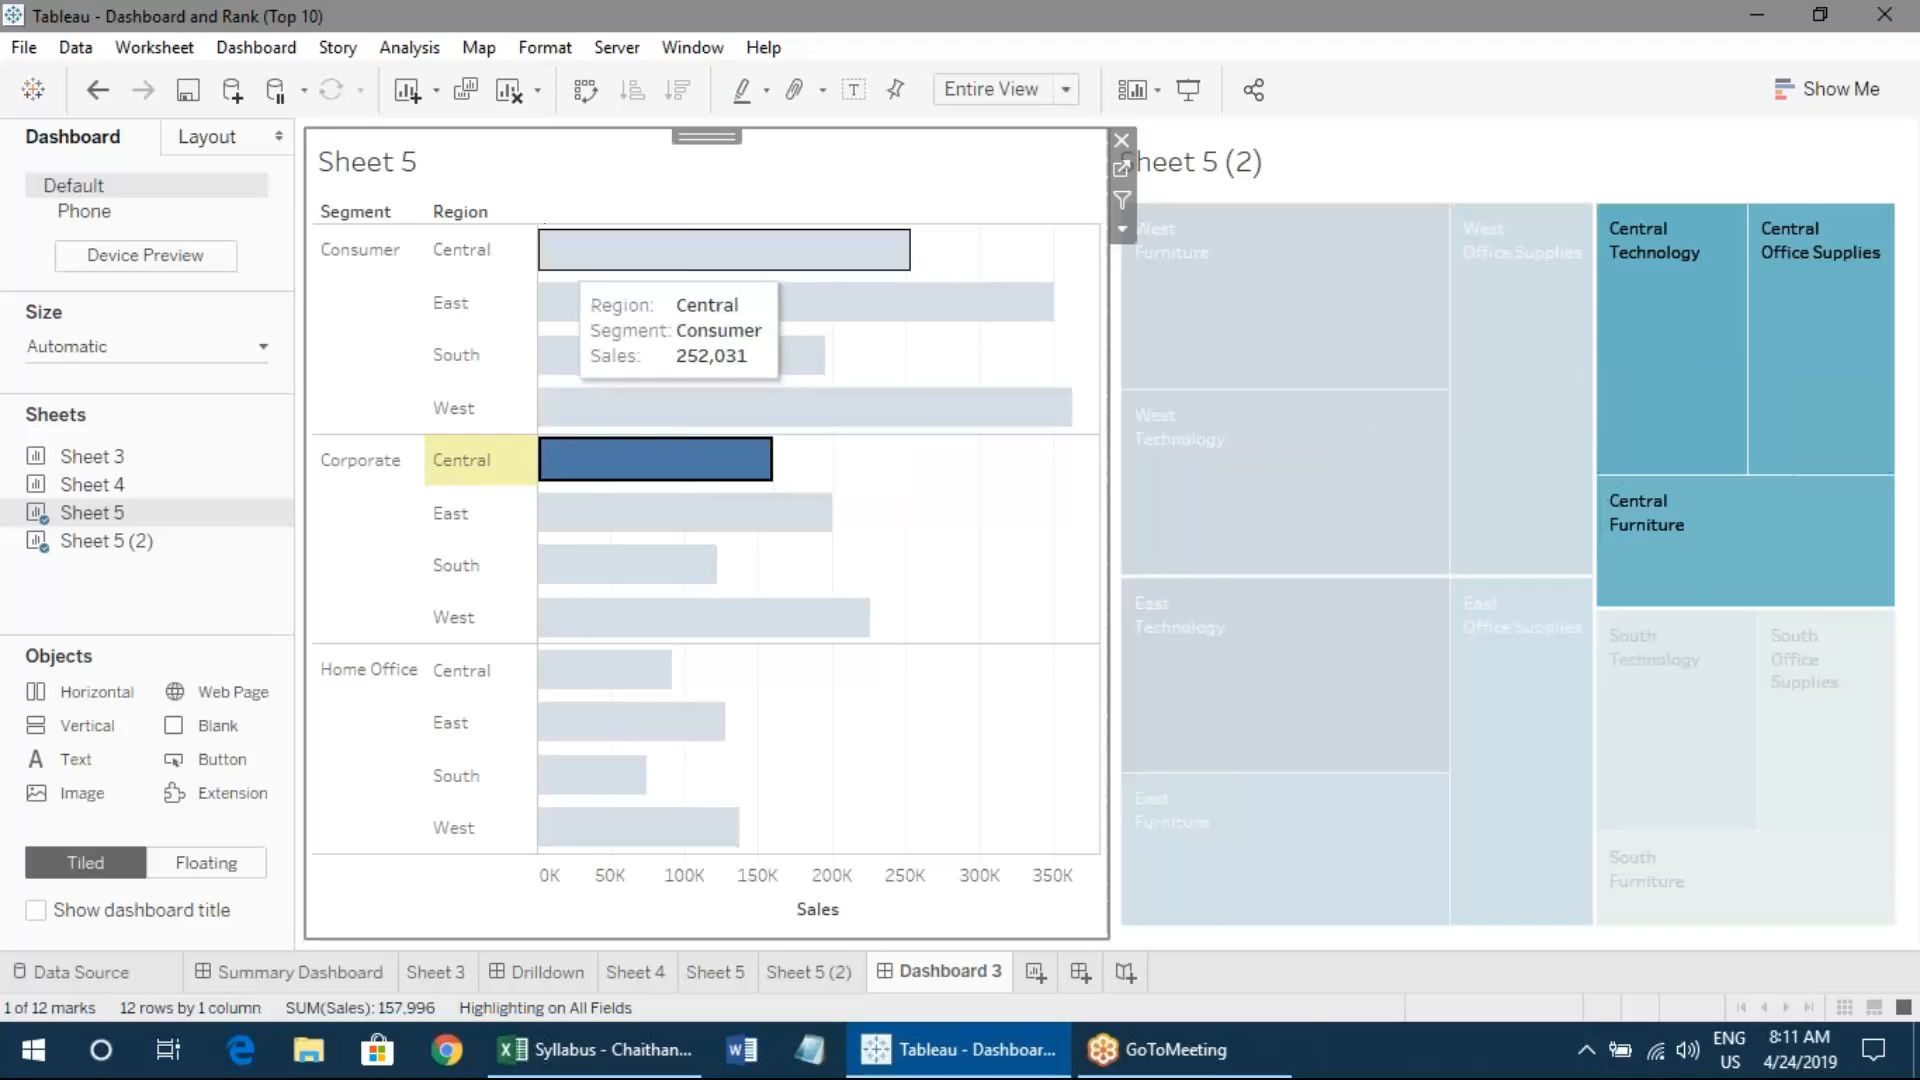 Tableau - Dashboard and Rank (Top 10)
File Data Worksheet Dashboard Story Analysis Map Format Server Window Help
Entire View
Show Me
Dashboard Layout
Default
Phone
Device Preview
Size
Automatic
Sheets
Sheet 3
Sheet 4
Sheet 5
Sheet 5 (2)
Objects
Horizontal Web Page
Vertical Blank
Text Button
Image Extension
Tiled Floating
Show dashboard title
Sheet 5
Segment Region
Consumer Central
East
South
West
Region: Central
Segment: Consumer
Sales: 252,031
Corporate Central
East
South
West
Home Office Central
East
South
West
0K 50K 100K 150K 200K 250K 300K 350K
Sales
heet 5 (2)
West
Furniture
West
Office Supplies
Central
Technology
Central
Office Supplies
West
Technology
Central
Furniture
East
Technology
East
Office Supplies
South
Technology
South
Office
Supplies
East
Furniture
South
Furniture
Data Source Summary Dashboard Sheet 3 Drilldown Sheet 4 Sheet 5 Sheet 5 (2) Dashboard 3
1 of 12 marks 12 rows by 1 column SUM(Sales): 157,996 Highlighting on All Fields
Syllabus - Chaithan... Tableau - Dashboar... GoToMeeting
ENG
US
8:11 AM
4/24/2019